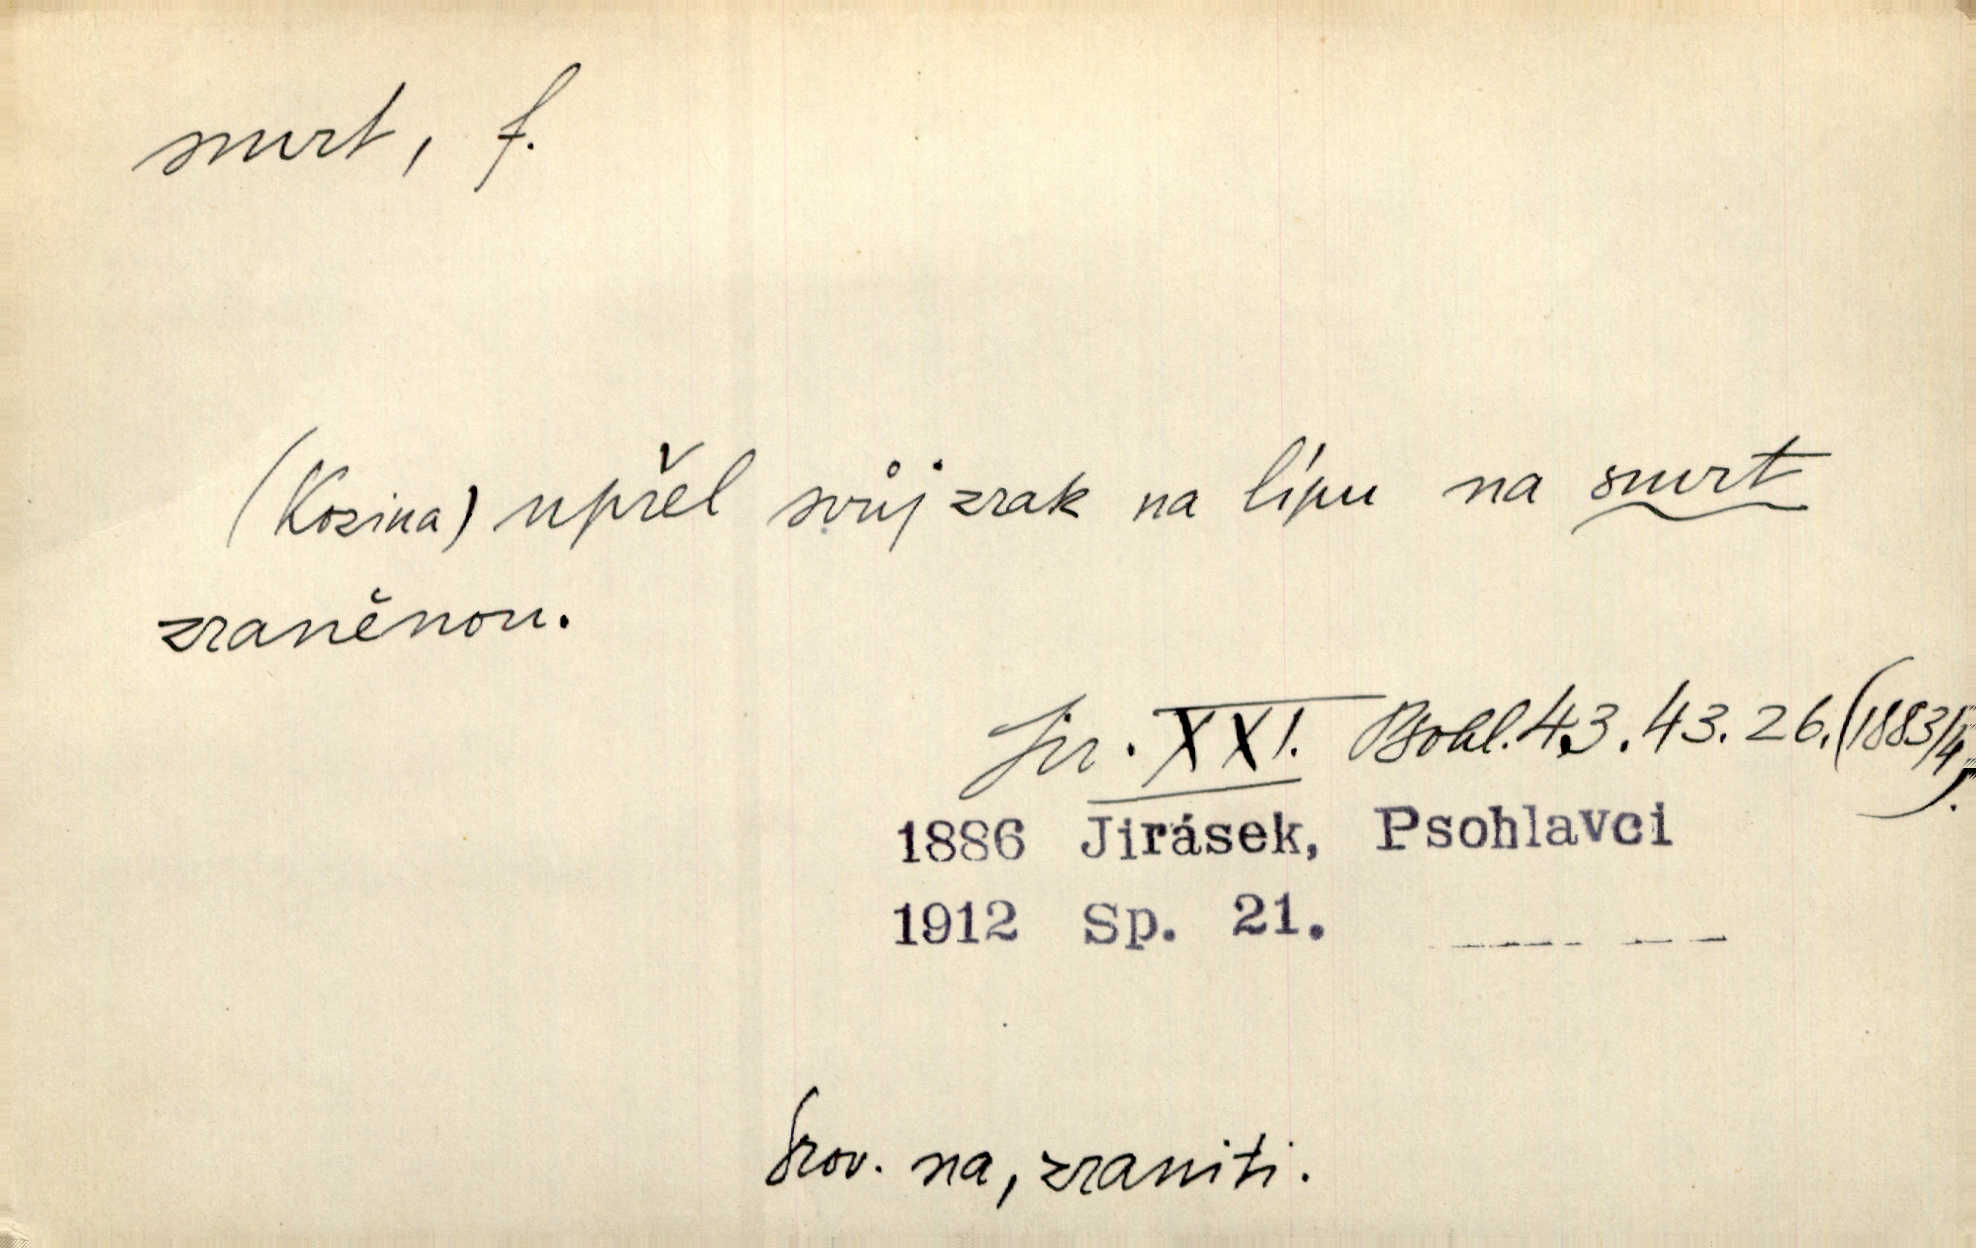 smrt, f.
(Kozina) upřel svůj zrak na lípu na smrt
zraněnou.
Jir. XXI. Psohl. 43. 43. 26. (1883/4).
1886 Jirásek, Psohlavci
1912 Sp. 21.
Srov. na, zraniti.